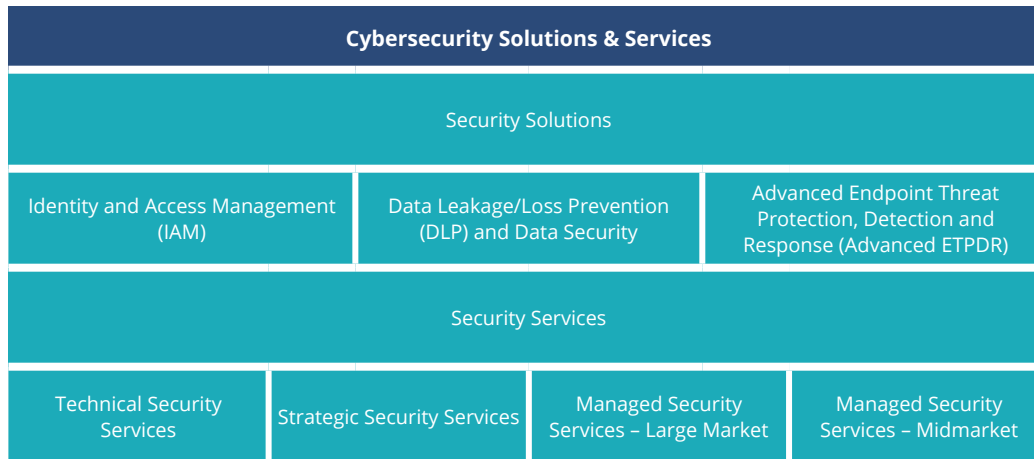 Cybersecurity Solutions & Services
Security Solutions
Identity and Access Management
(IAM)
Data Leakage/Loss Prevention
(DLP) and Data Security
Advanced Endpoint Threat
Protection, Detection and
Response (Advanced ETPDR)
Security Services
Technical Security
Services
Strategic Security Services
Managed Security
Services – Large Market
Managed Security
Services – Midmarket